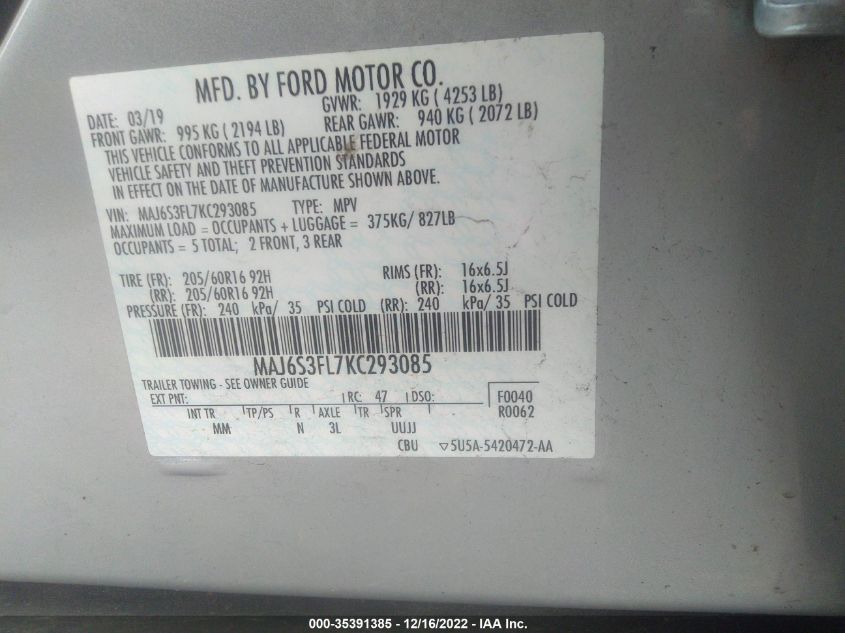 MFD. BY FORD MOTOR CO.
DATE: 03/19 GVWR: 1929 KG ( 4253 LB)
FRONT GAWR: 995 KG ( 2194 LB) REAR GAWR: 940 KG ( 2072 LB)
THIS VEHICLE CONFORMS TO ALL APPLICABLE FEDERAL MOTOR
VEHICLE SAFETY AND THEFT PREVENTION STANDARDS
IN EFFECT ON THE DATE OF MANUFACTURE SHOWN ABOVE.
VIN: MAJ6S3FL7KC293085 TYPE: MPV
MAXIMUM LOAD = OCCUPANTS + LUGGAGE = 375KG/ 827LB
OCCUPANTS = 5 TOTAL; 2 FRONT, 3 REAR
TIRE (FR): 205/60R16 92H RIMS (FR): 16x6.5J
(RR): 205/60R16 92H (RR): 16x6.5J
PRESSURE (FR): 240 kPa/ 35 PSI COLD (RR): 240 kPa/ 35 PSI COLD
MAJ6S3FL7KC293085
TRAILER TOWING - SEE OWNER GUIDE
EXT PNT: RC: 47 DSO: F0040
INT TR TP/PS R AXLE TR SPR R0062
MM N 3L UUJJ
CBU ▽5U5A-5420472-AA
000-35391385 - 12/16/2022 - IAA Inc.